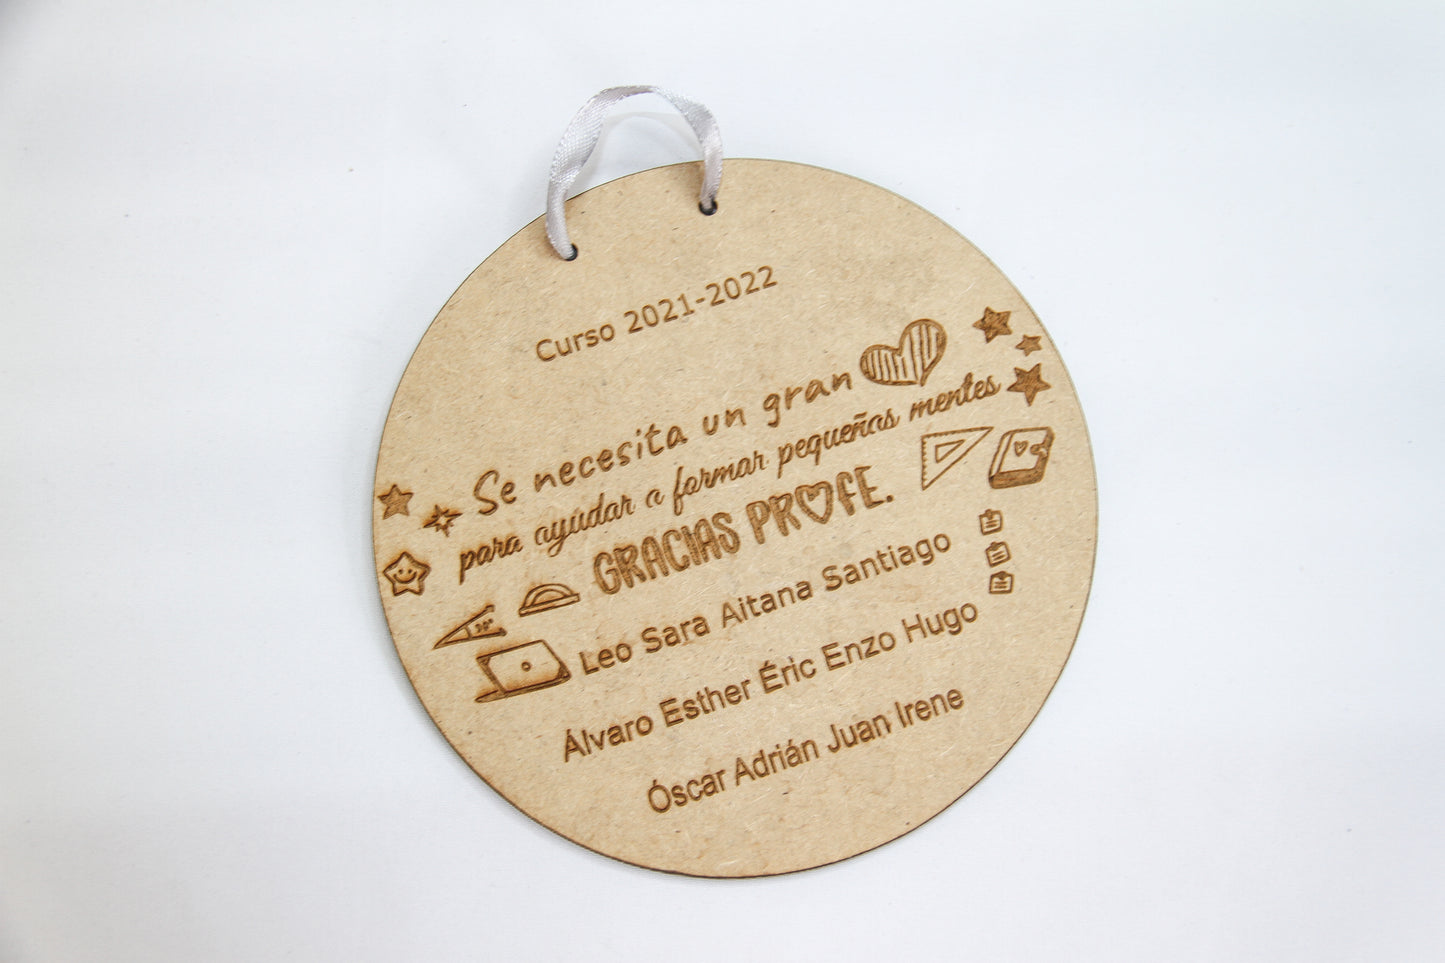 Curso 2021-2022
Se necesita un gran
para ayudar a formar pequeñas mentes
GRACIAS PROFE.
Leo Sara Aitana Santiago
Álvaro Esther Éric Enzo Hugo
Óscar Adrián Juan Irene